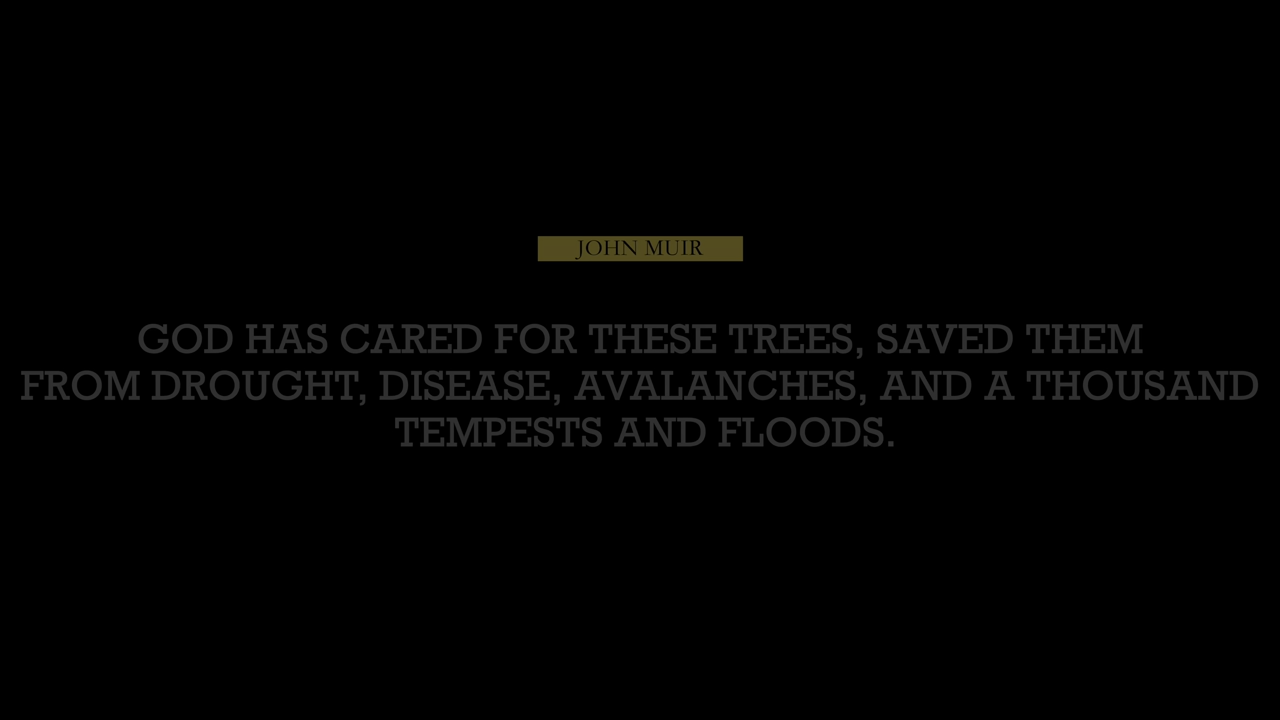 JOHN MUIR
GOD HAS CARED FOR THESE TREES, SAVED THEM
FROM DROUGHT, DISEASE, AVALANCHES, AND A THOUSAND
TEMPESTS AND FLOODS.